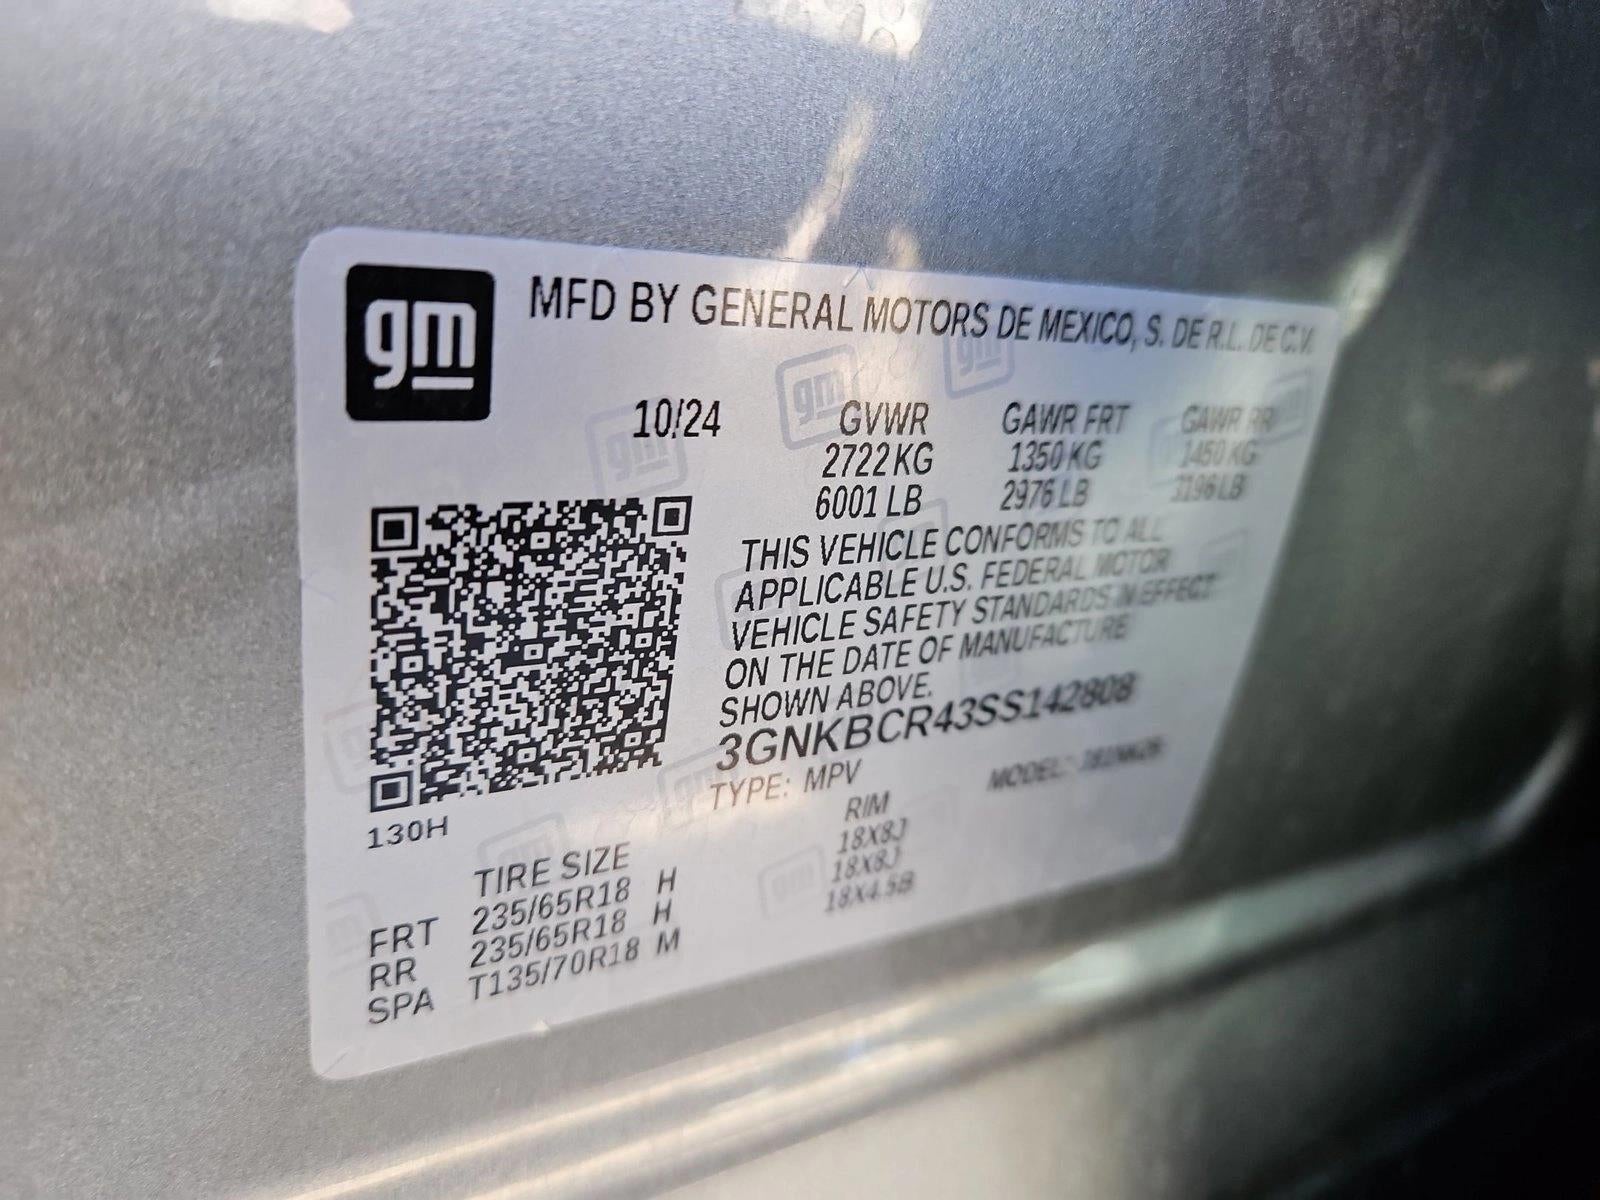 gm
MFD BY GENERAL MOTORS DE MEXICO, S. DE R.L. DE C.V.
10/24 GVWR GAWR FRT GAWR RR
2722 KG 1350 KG 1450 KG
6001 LB 2976 LB 3196 LB
THIS VEHICLE CONFORMS TO ALL
APPLICABLE U.S. FEDERAL MOTOR
VEHICLE SAFETY STANDARDS IN EFFECT
ON THE DATE OF MANUFACTURE
SHOWN ABOVE.
3GNKBCR43SS142808
TYPE: MPV MODEL:
130H
TIRE SIZE RIM
FRT 235/65R18 H 18X8J
RR 235/65R18 H 18X8J
SPA T135/70R18 M 18X4.5B